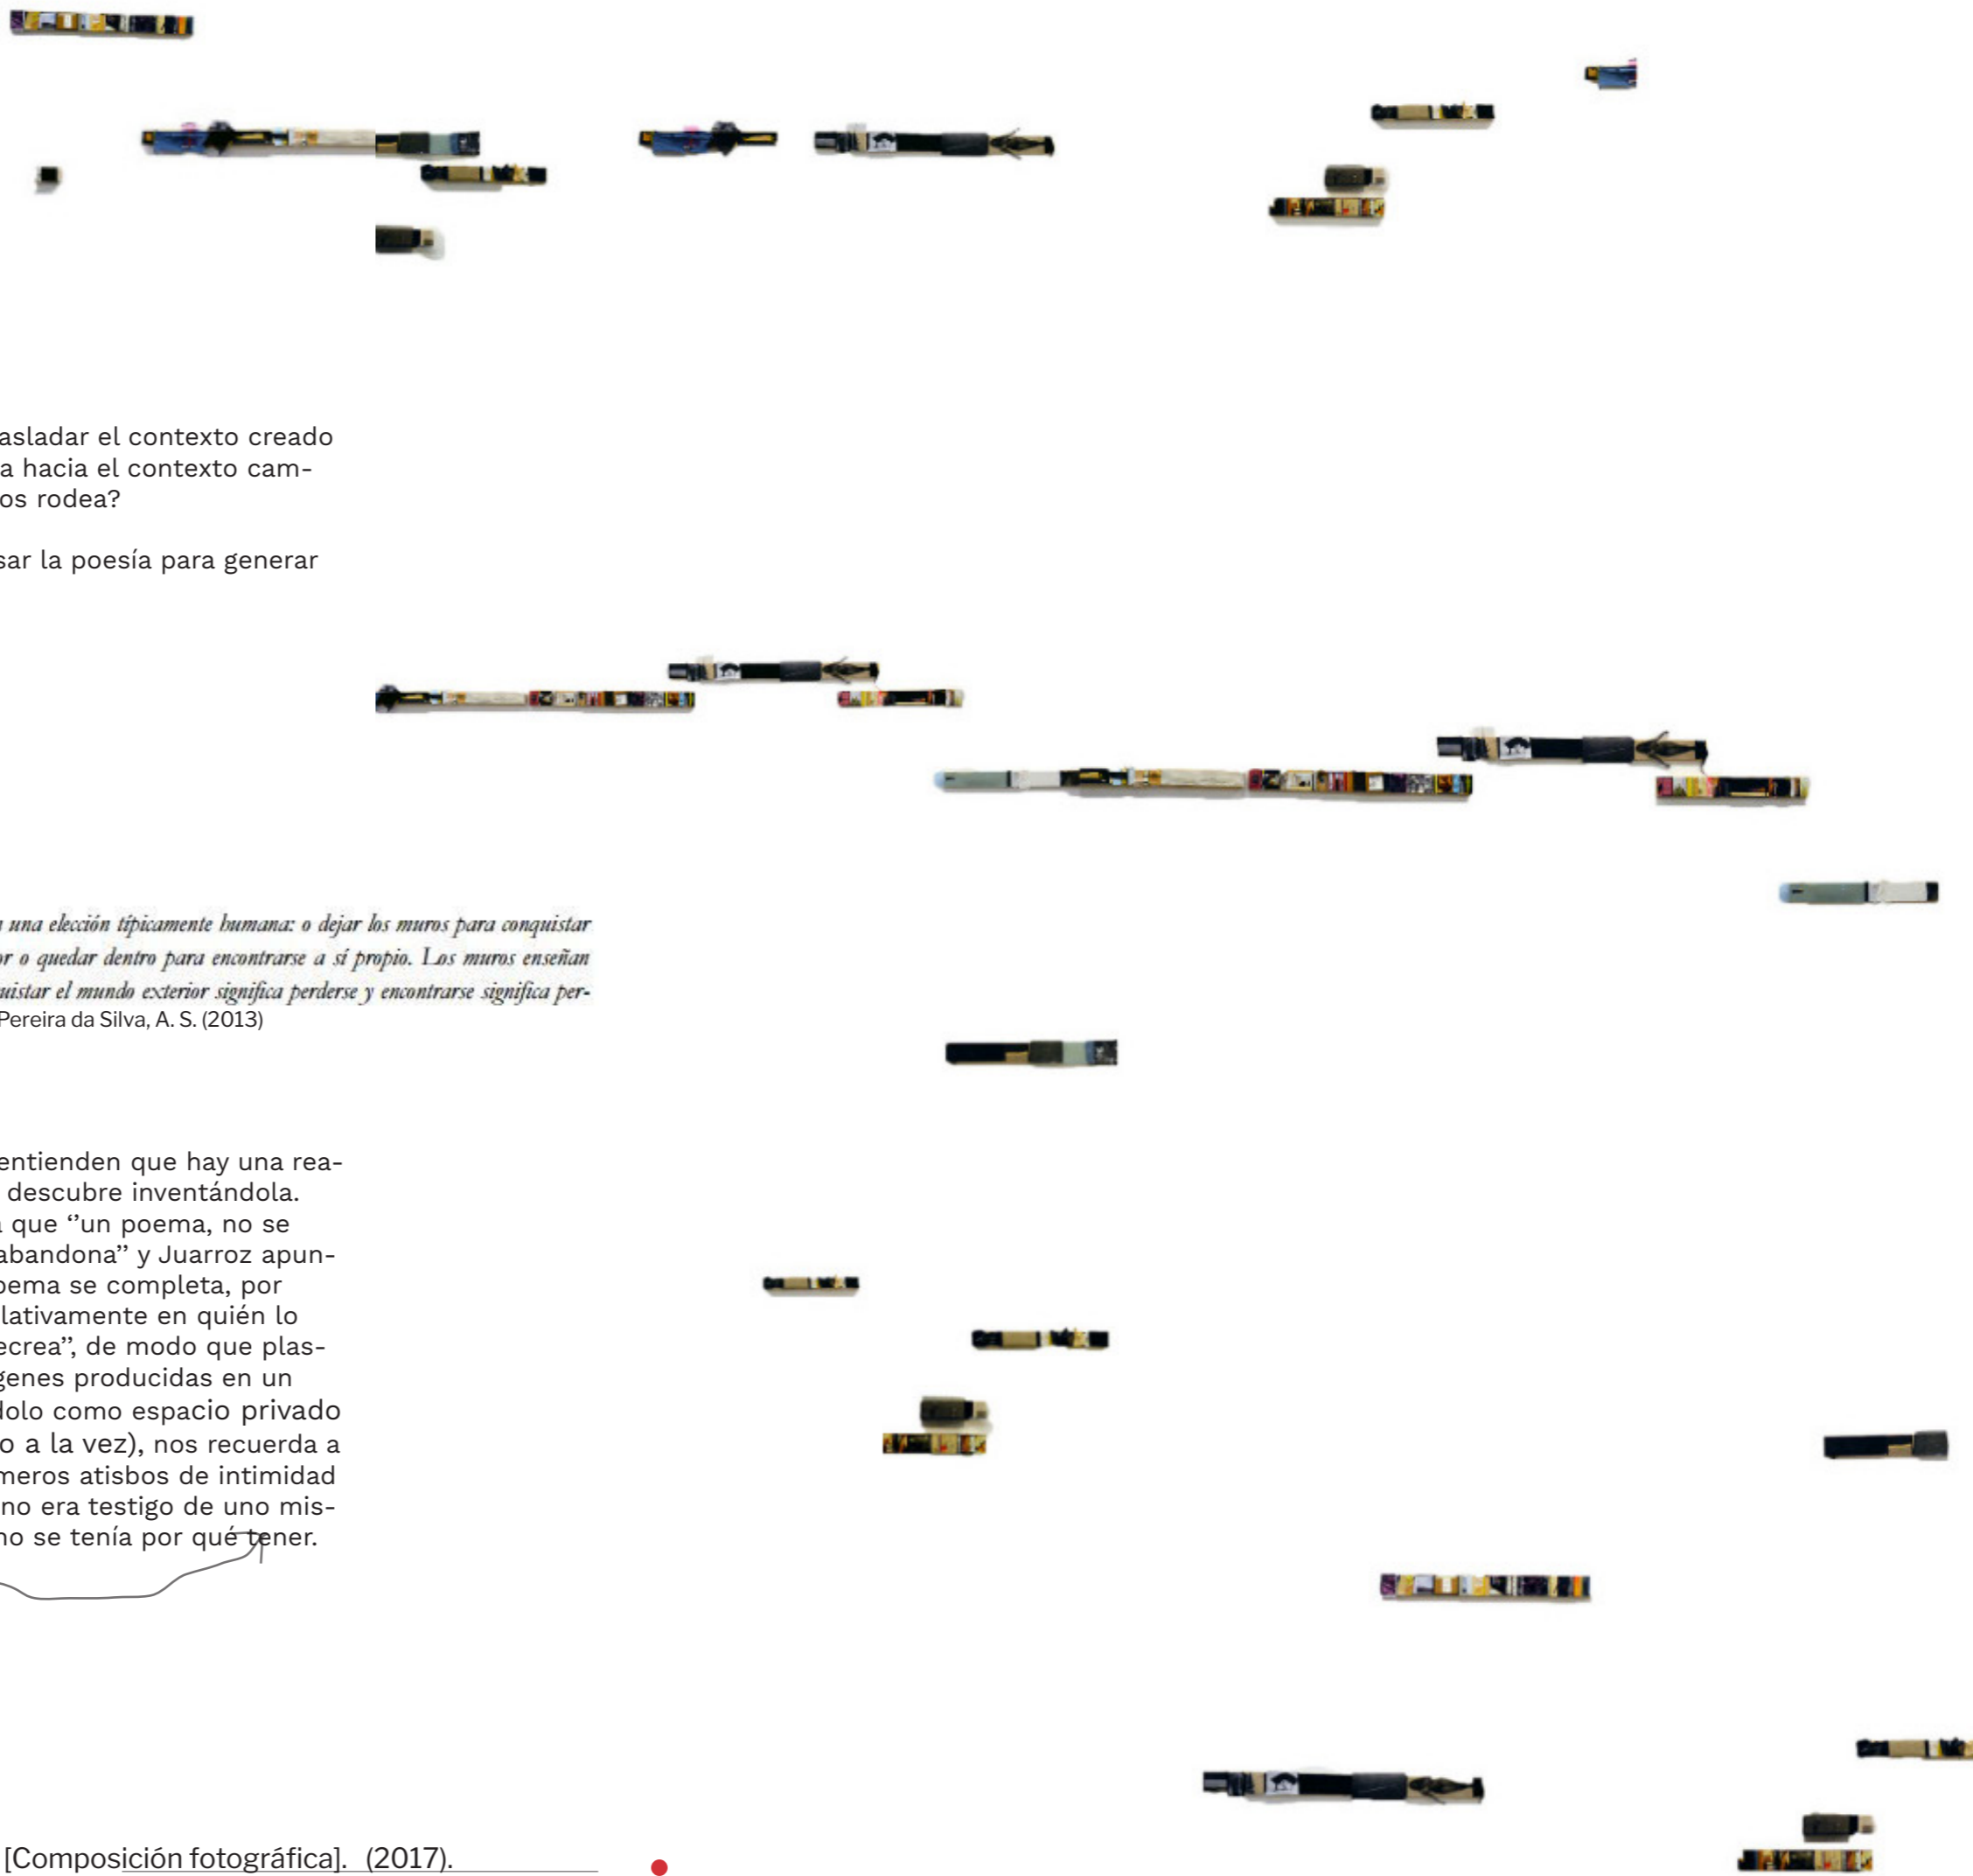 asladar el contexto creado
a hacia el contexto cam-
os rodea?
sar la poesía para generar
una elección típicamente humana: o dejar los muros para conquistar
or o quedar dentro para encontrarse a sí propio. Los muros enseñan
uistar el mundo exterior significa perderse y encontrarse significa per-
Pereira da Silva, A. S. (2013)
entienden que hay una rea-
descubre inventándola.
a que ‘’un poema, no se
abandona’’ y Juarroz apun-
oema se completa, por
lativamente en quién lo
ecrea’’, de modo que plas-
genes producidas en un
dolo como espacio privado
o a la vez), nos recuerda a
meros atisbos de intimidad
no era testigo de uno mis-
no se tenía por qué tener.
[Composición fotográfica]. (2017).